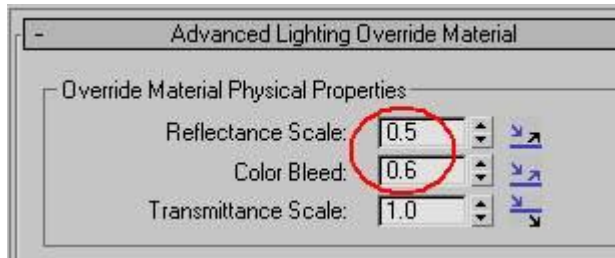 - Advanced Lighting Override Material
Override Material Physical Properties
Reflectance Scale: 0.5
Color Bleed: 0.6
Transmittance Scale: 1.0